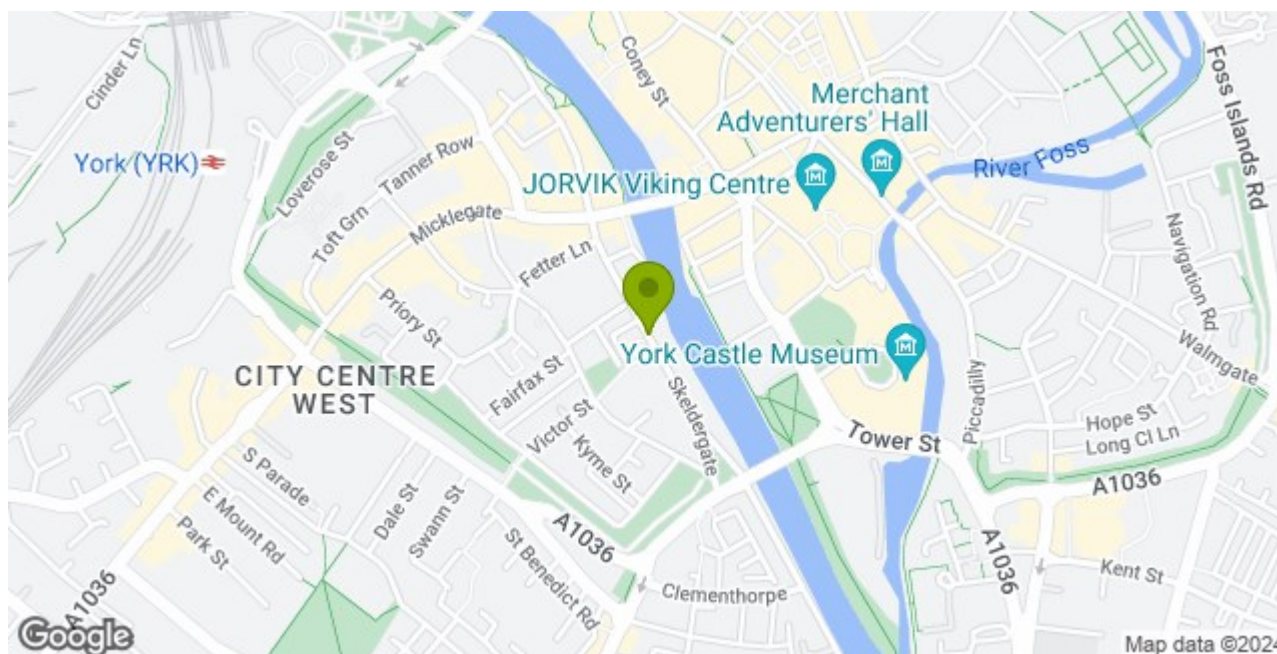 Cinder Ln
Coney St
Foss Islands Rd
Merchant
Adventurers' Hall
York (YRK)
Loverose St
Tanner Row
River Foss
JORVIK Viking Centre
Toft Grn
Micklegate
Navigation Rd
Fetter Ln
Priory St
York Castle Museum
Walmgate
CITY CENTRE
WEST
Fairfax St
Skeldergate
Piccadilly
Victor St
Hope St
Tower St
Long Cl Ln
Kyme St
S Parade
A1036
E Mount Rd
Dale St
Swann St
Park St
A1036
St Benedict Rd
A1036
Kent St
A1036
Clementhorpe
Google
Map data ©2024